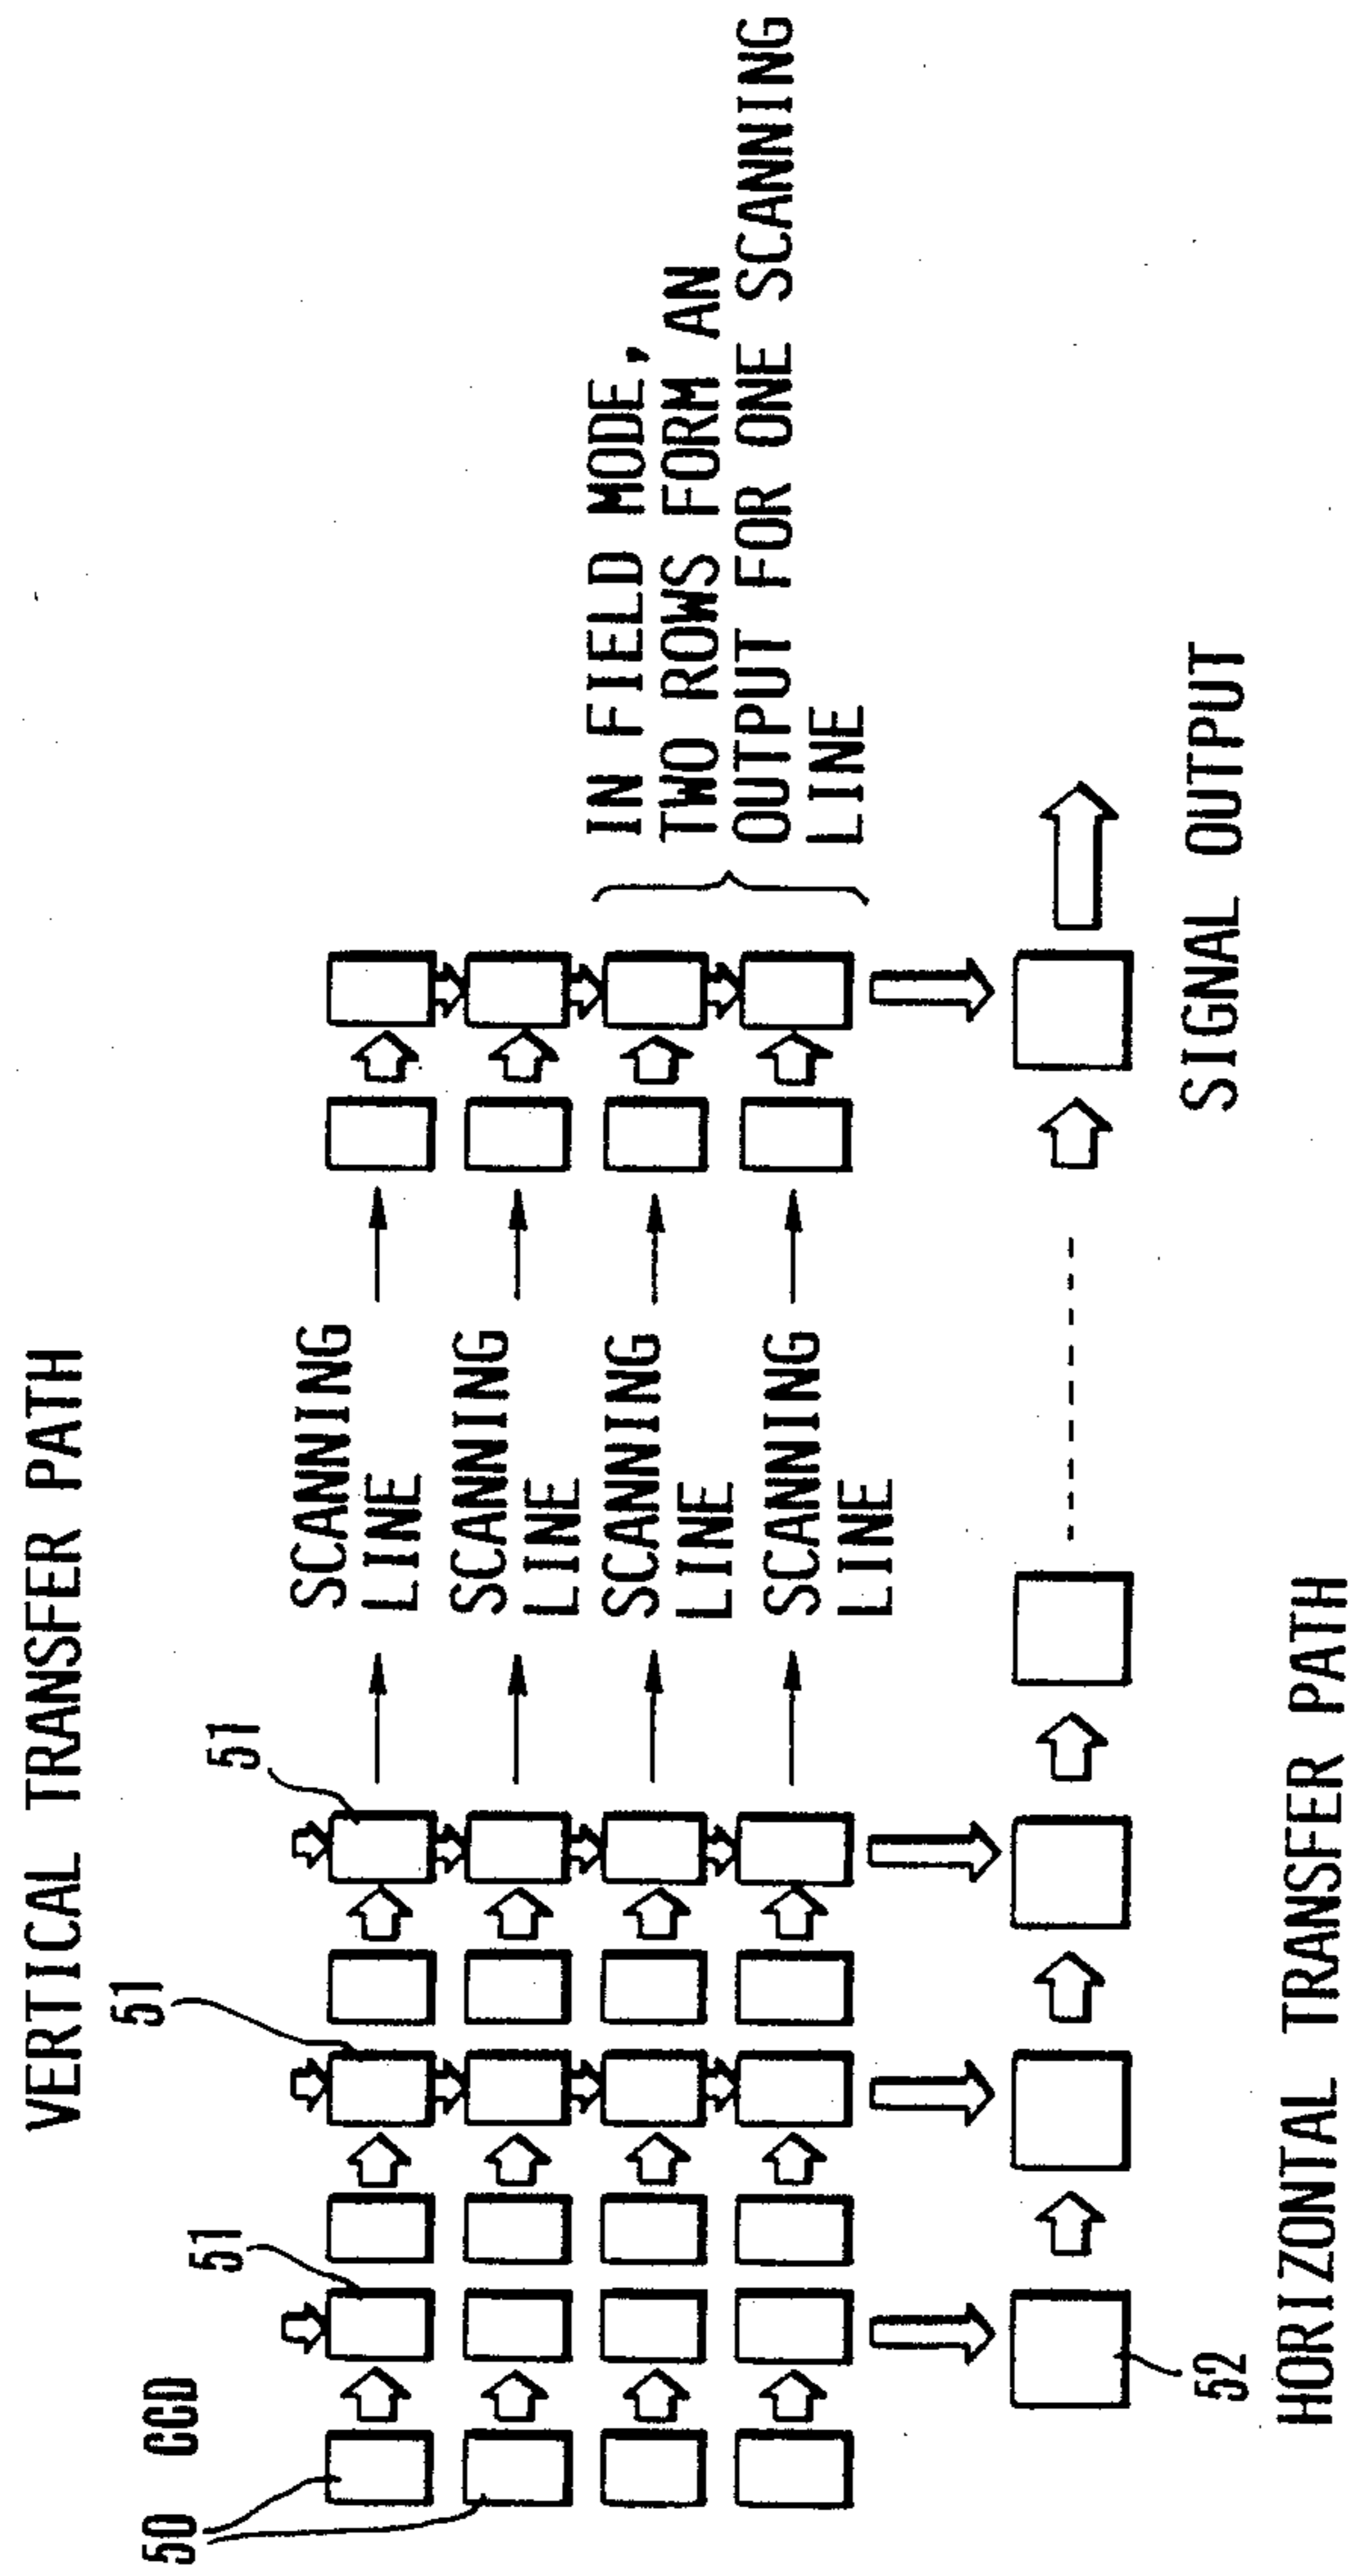 VERTICAL TRANSFER PATH
50 CCD
51
51
51
SCANNING
LINE
SCANNING
LINE
SCANNING
LINE
SCANNING
LINE
IN FIELD MODE,
TWO ROWS FORM AN
OUTPUT FOR ONE SCANNING
LINE
52
SIGNAL OUTPUT
HORIZONTAL TRANSFER PATH